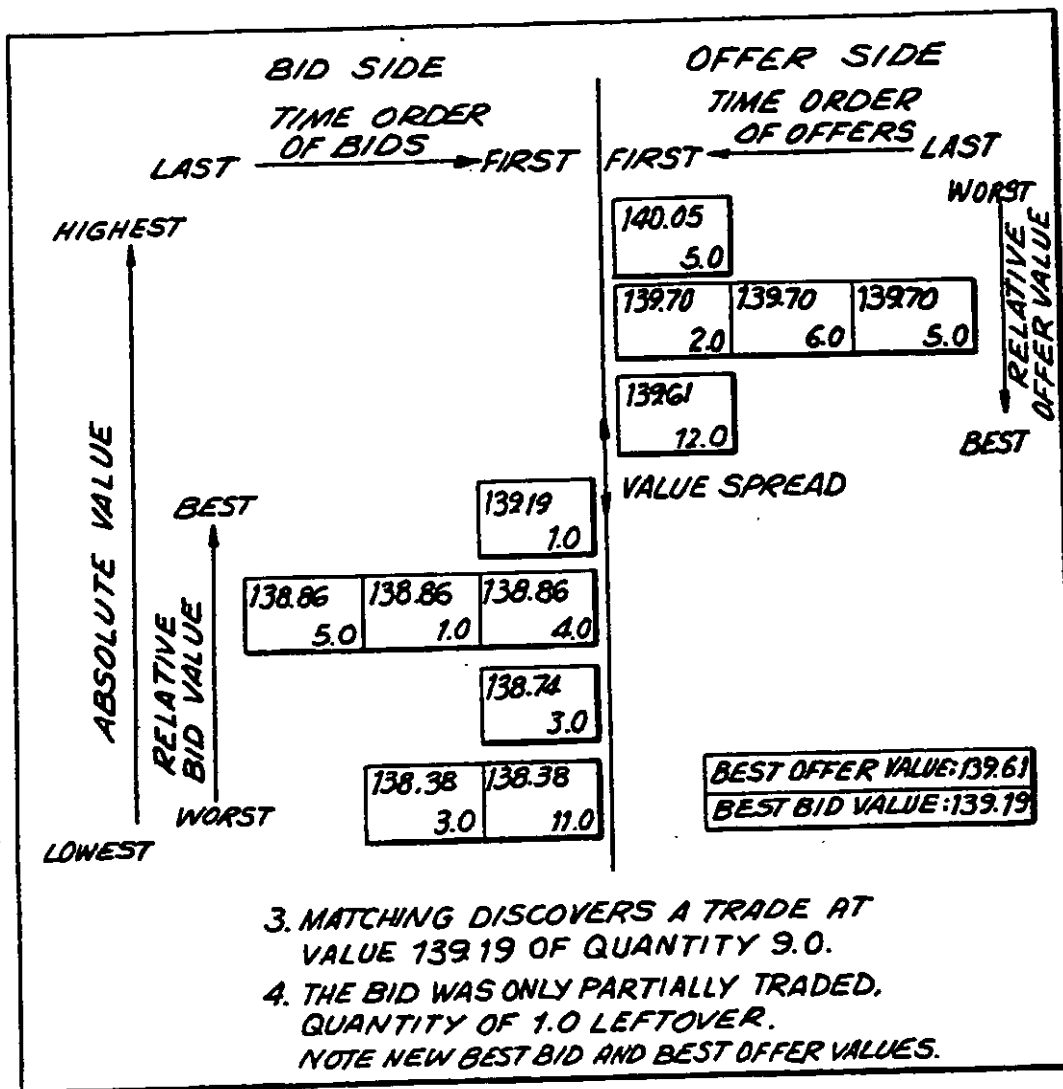 BID SIDE
OFFER SIDE
TIME ORDER
OF BIDS
LAST
FIRST
TIME ORDER
OF OFFERS
FIRST
LAST
HIGHEST
LOWEST
ABSOLUTE VALUE
BEST
WORST
RELATIVE
BID VALUE
WORST
BEST
RELATIVE
OFFER VALUE
140.05
5.0
139.70 139.70 139.70
2.0 6.0 5.0
139.61
12.0
VALUE SPREAD
139.19
1.0
138.86 138.86 138.86
5.0 1.0 4.0
138.74
3.0
138.38 138.38
3.0 11.0
BEST OFFER VALUE:139.61
BEST BID VALUE:139.19
3. MATCHING DISCOVERS A TRADE AT
VALUE 139.19 OF QUANTITY 9.0.
4. THE BID WAS ONLY PARTIALLY TRADED,
QUANTITY OF 1.0 LEFTOVER.
NOTE NEW BEST BID AND BEST OFFER VALUES.